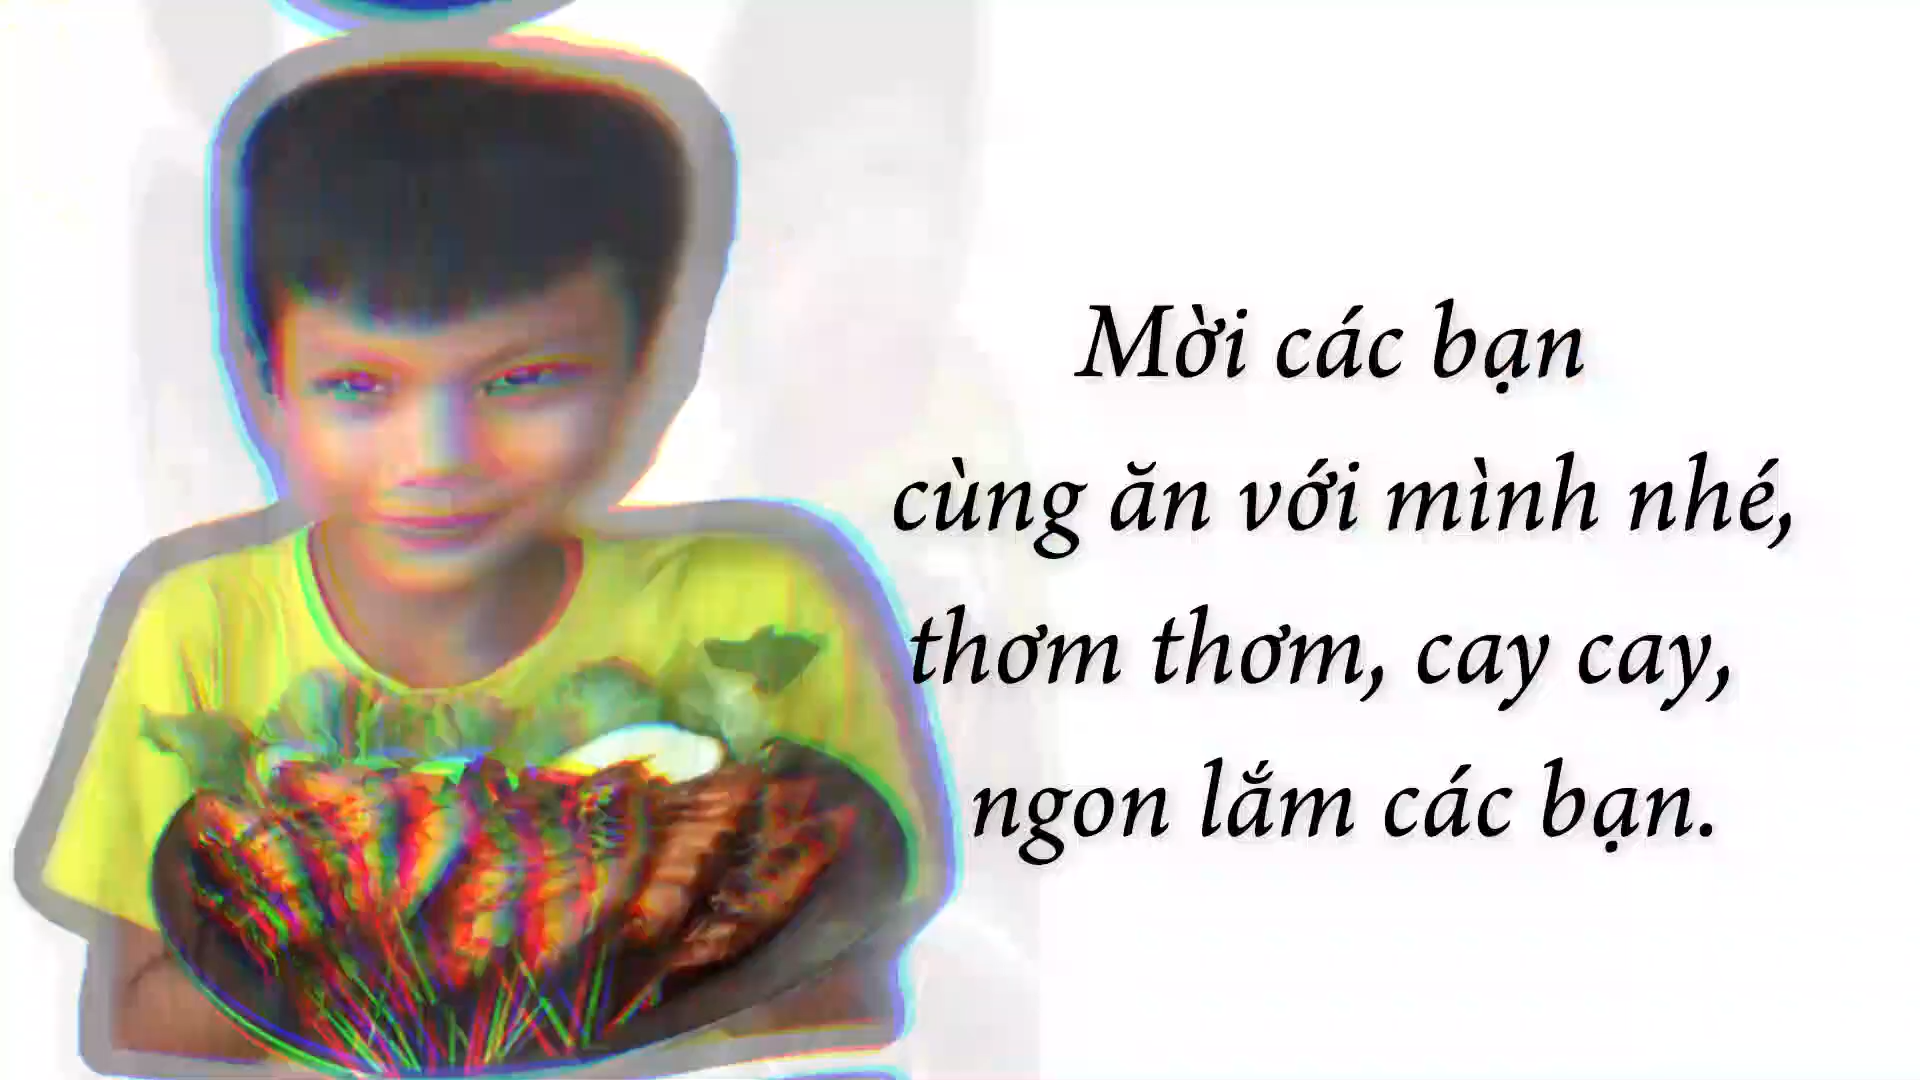 Mời các bạn
cùng ăn với mình nhé,
thơm thơm, cay cay,
ngon lắm các bạn.